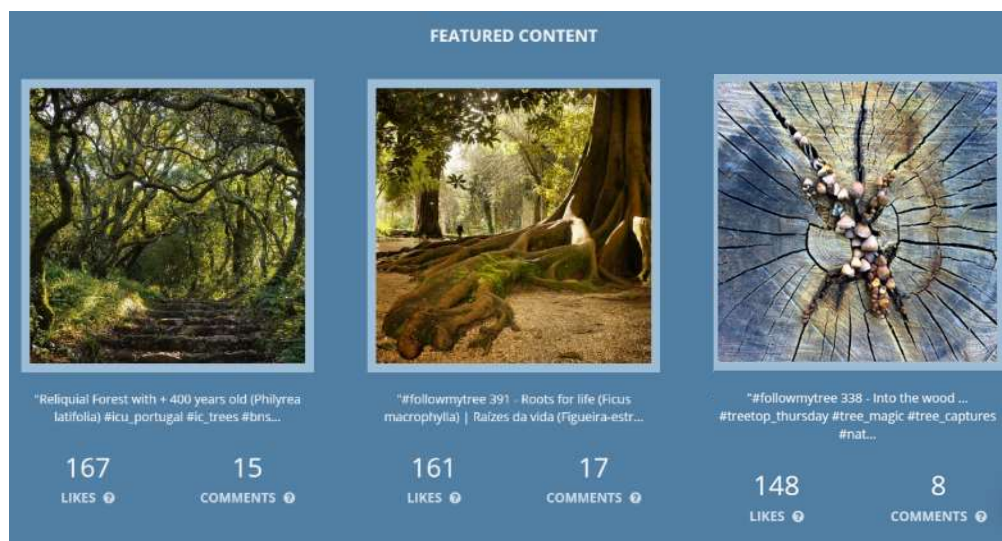 FEATURED CONTENT
"Reliquial Forest with + 400 years old (Philyrea
latifolia) #icu_portugal #ic_trees #bns...
167
LIKES
15
COMMENTS
"#followmytree 391 - Roots for life (Ficus
macrophylla) | Raízes da vida (Figueira-estr...
161
LIKES
17
COMMENTS
"#followmytree 338 - Into the wood ...
#treetop_thursday #tree_magic #tree_captures
#nat...
148
LIKES
8
COMMENTS